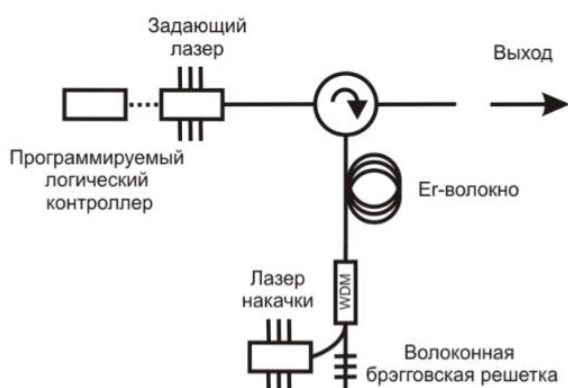 Задающий
лазер
Выход
Программируемый
логический
контроллер
Er-волокно
Лазер
накачки
WDM
Волоконная
брэгговская решетка